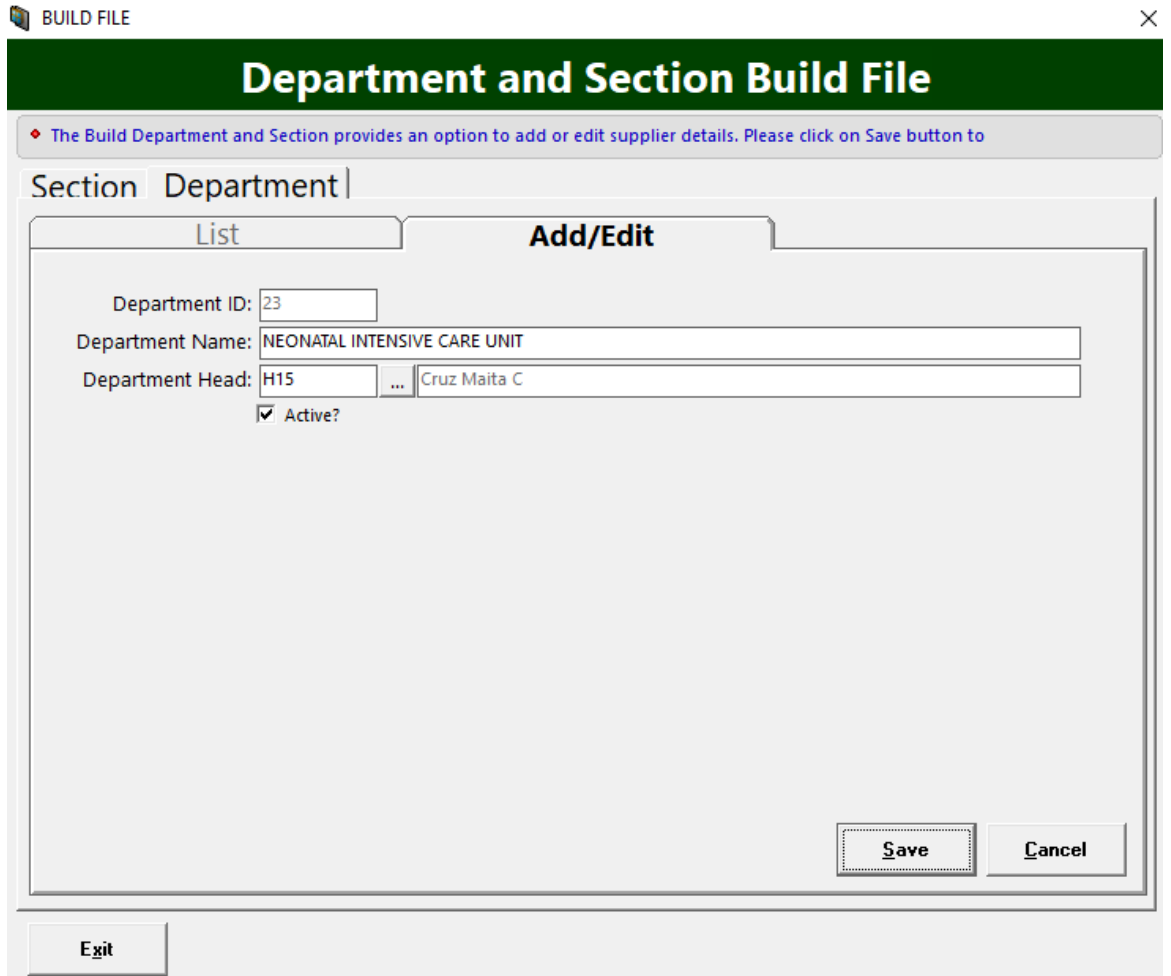 BUILD FILE
Department and Section Build File
The Build Department and Section provides an option to add or edit supplier details. Please click on Save button to
Section Department
List Add/Edit
Department ID: 23
Department Name: NEONATAL INTENSIVE CARE UNIT
Department Head: H15 ... Cruz Maita C
Active?
Save Cancel
Exit